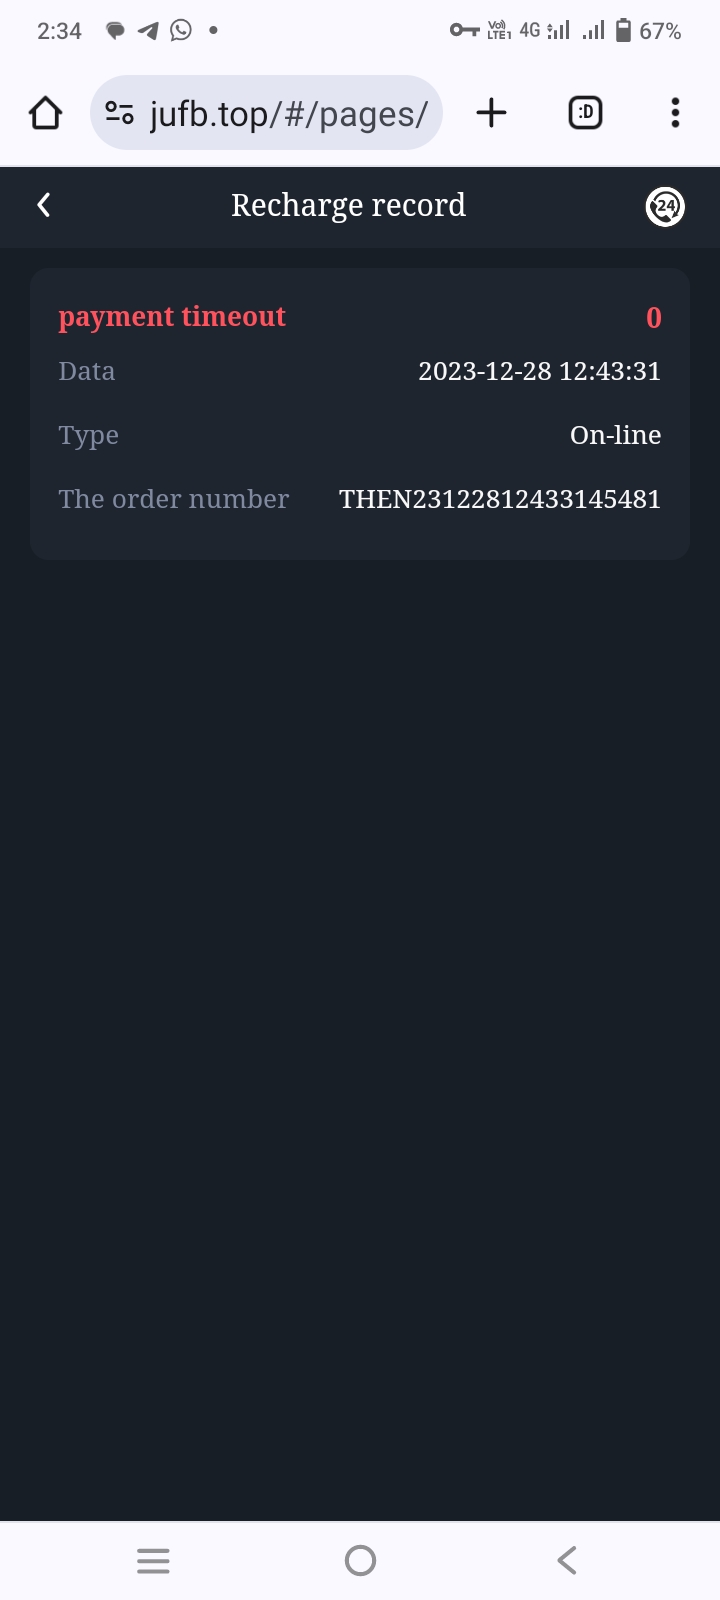 2:34 VoI) LTE1 4G 67%
jufb.top/#/pages/ :D
Recharge record 24
payment timeout 0
Data 2023-12-28 12:43:31
Type On-line
The order number THEN23122812433145481